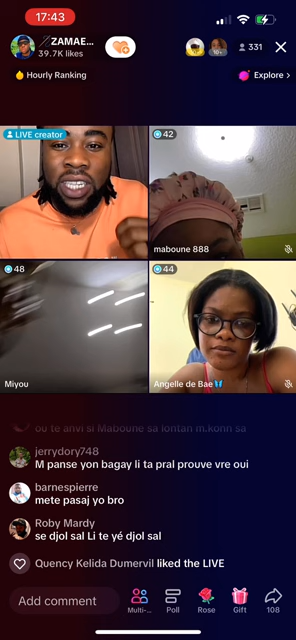 17:43
ZAMAE...
39.7K likes
10+
331
Hourly Ranking
Explore >
LIVE creator
42
maboune 888
48
Miyou
44
Angelle de Bae🦋
ou te anvi si Maboune sa lontan m.konn sa
jerrydory748
M panse yon bagay li ta pral prouve vre oui
barnespierre
mete pasaj yo bro
Roby Mardy
se djol sal Li te yé djol sal
Quency Kelida Dumervil liked the LIVE
Add comment
Multi-...
Poll
Rose
Gift
108